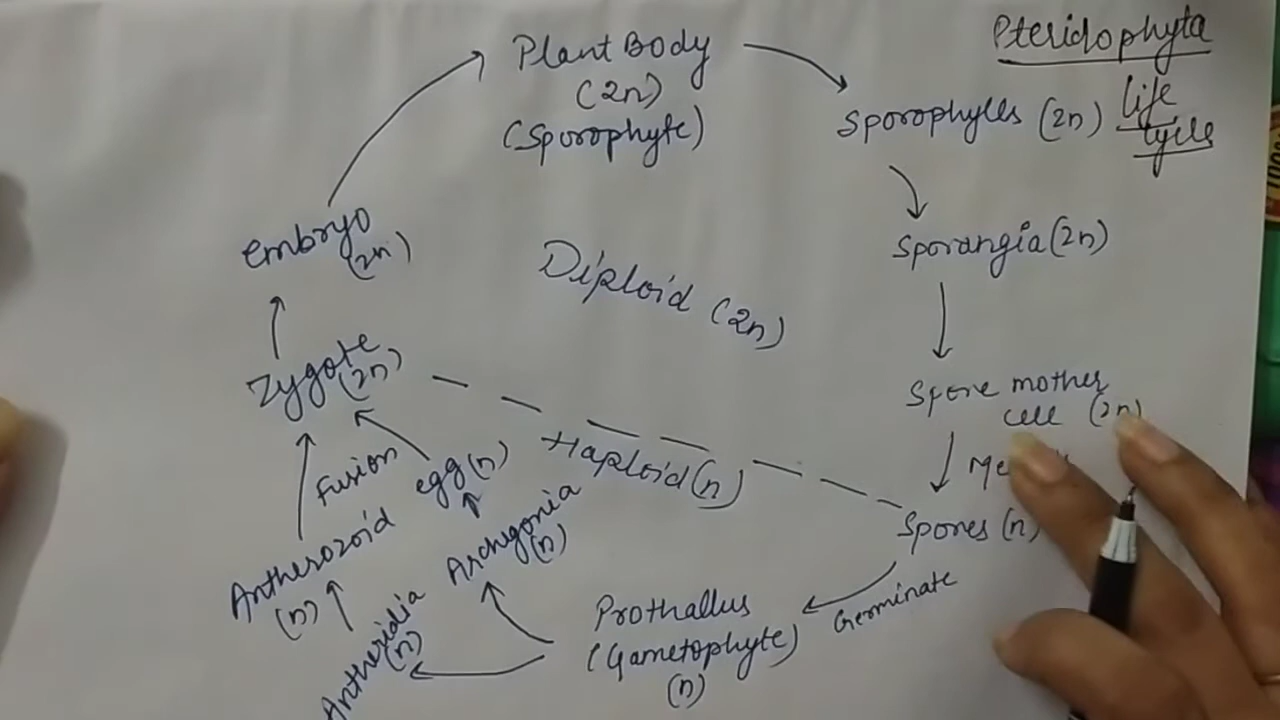 Pteridophyta
Life
Cycle
Plant Body
(2n)
(Sporophyte)
Sporophylls (2n)
Sporangia (2n)
Spore mother
cell (2n)
Spores (n)
Germinate
Prothallus
(Gametophyte)
(n)
Archegonia
(n)
egg (n)
Antheridia
(n)
Antherozoid
(n)
Fusion
Zygote
(2n)
embryo
(2n)
Diploid (2n)
Haploid (n)